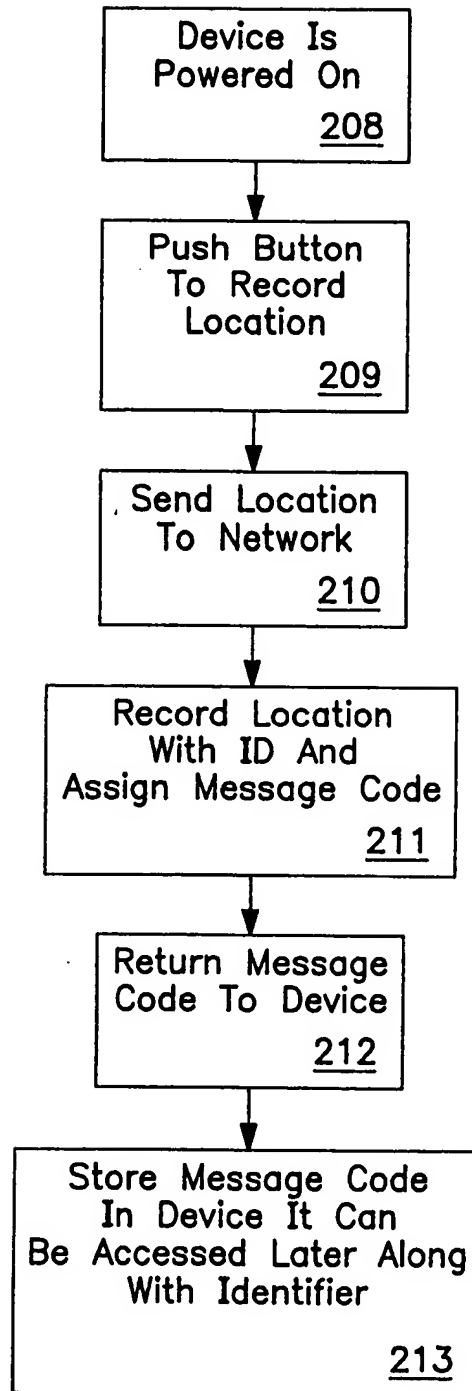 Device Is
Powered On
208
Push Button
To Record
Location
209
Send Location
To Network
210
Record Location
With ID And
Assign Message Code
211
Return Message
Code To Device
212
Store Message Code
In Device It Can
Be Accessed Later Along
With Identifier
213